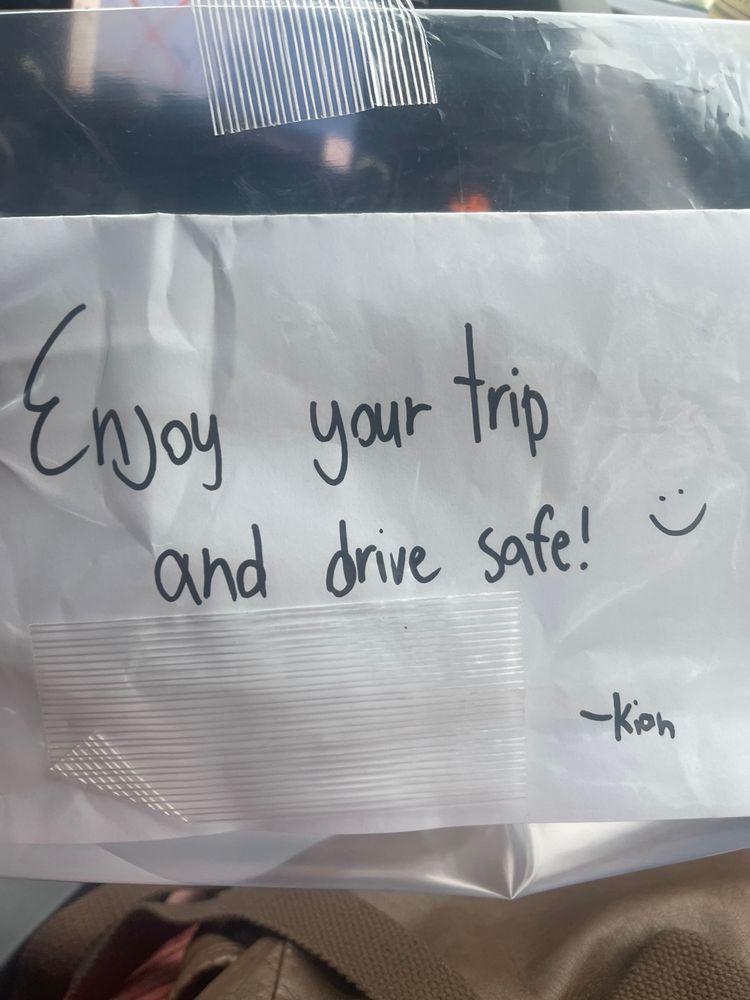 Enjoy your trip
and drive safe! :)
-Kion